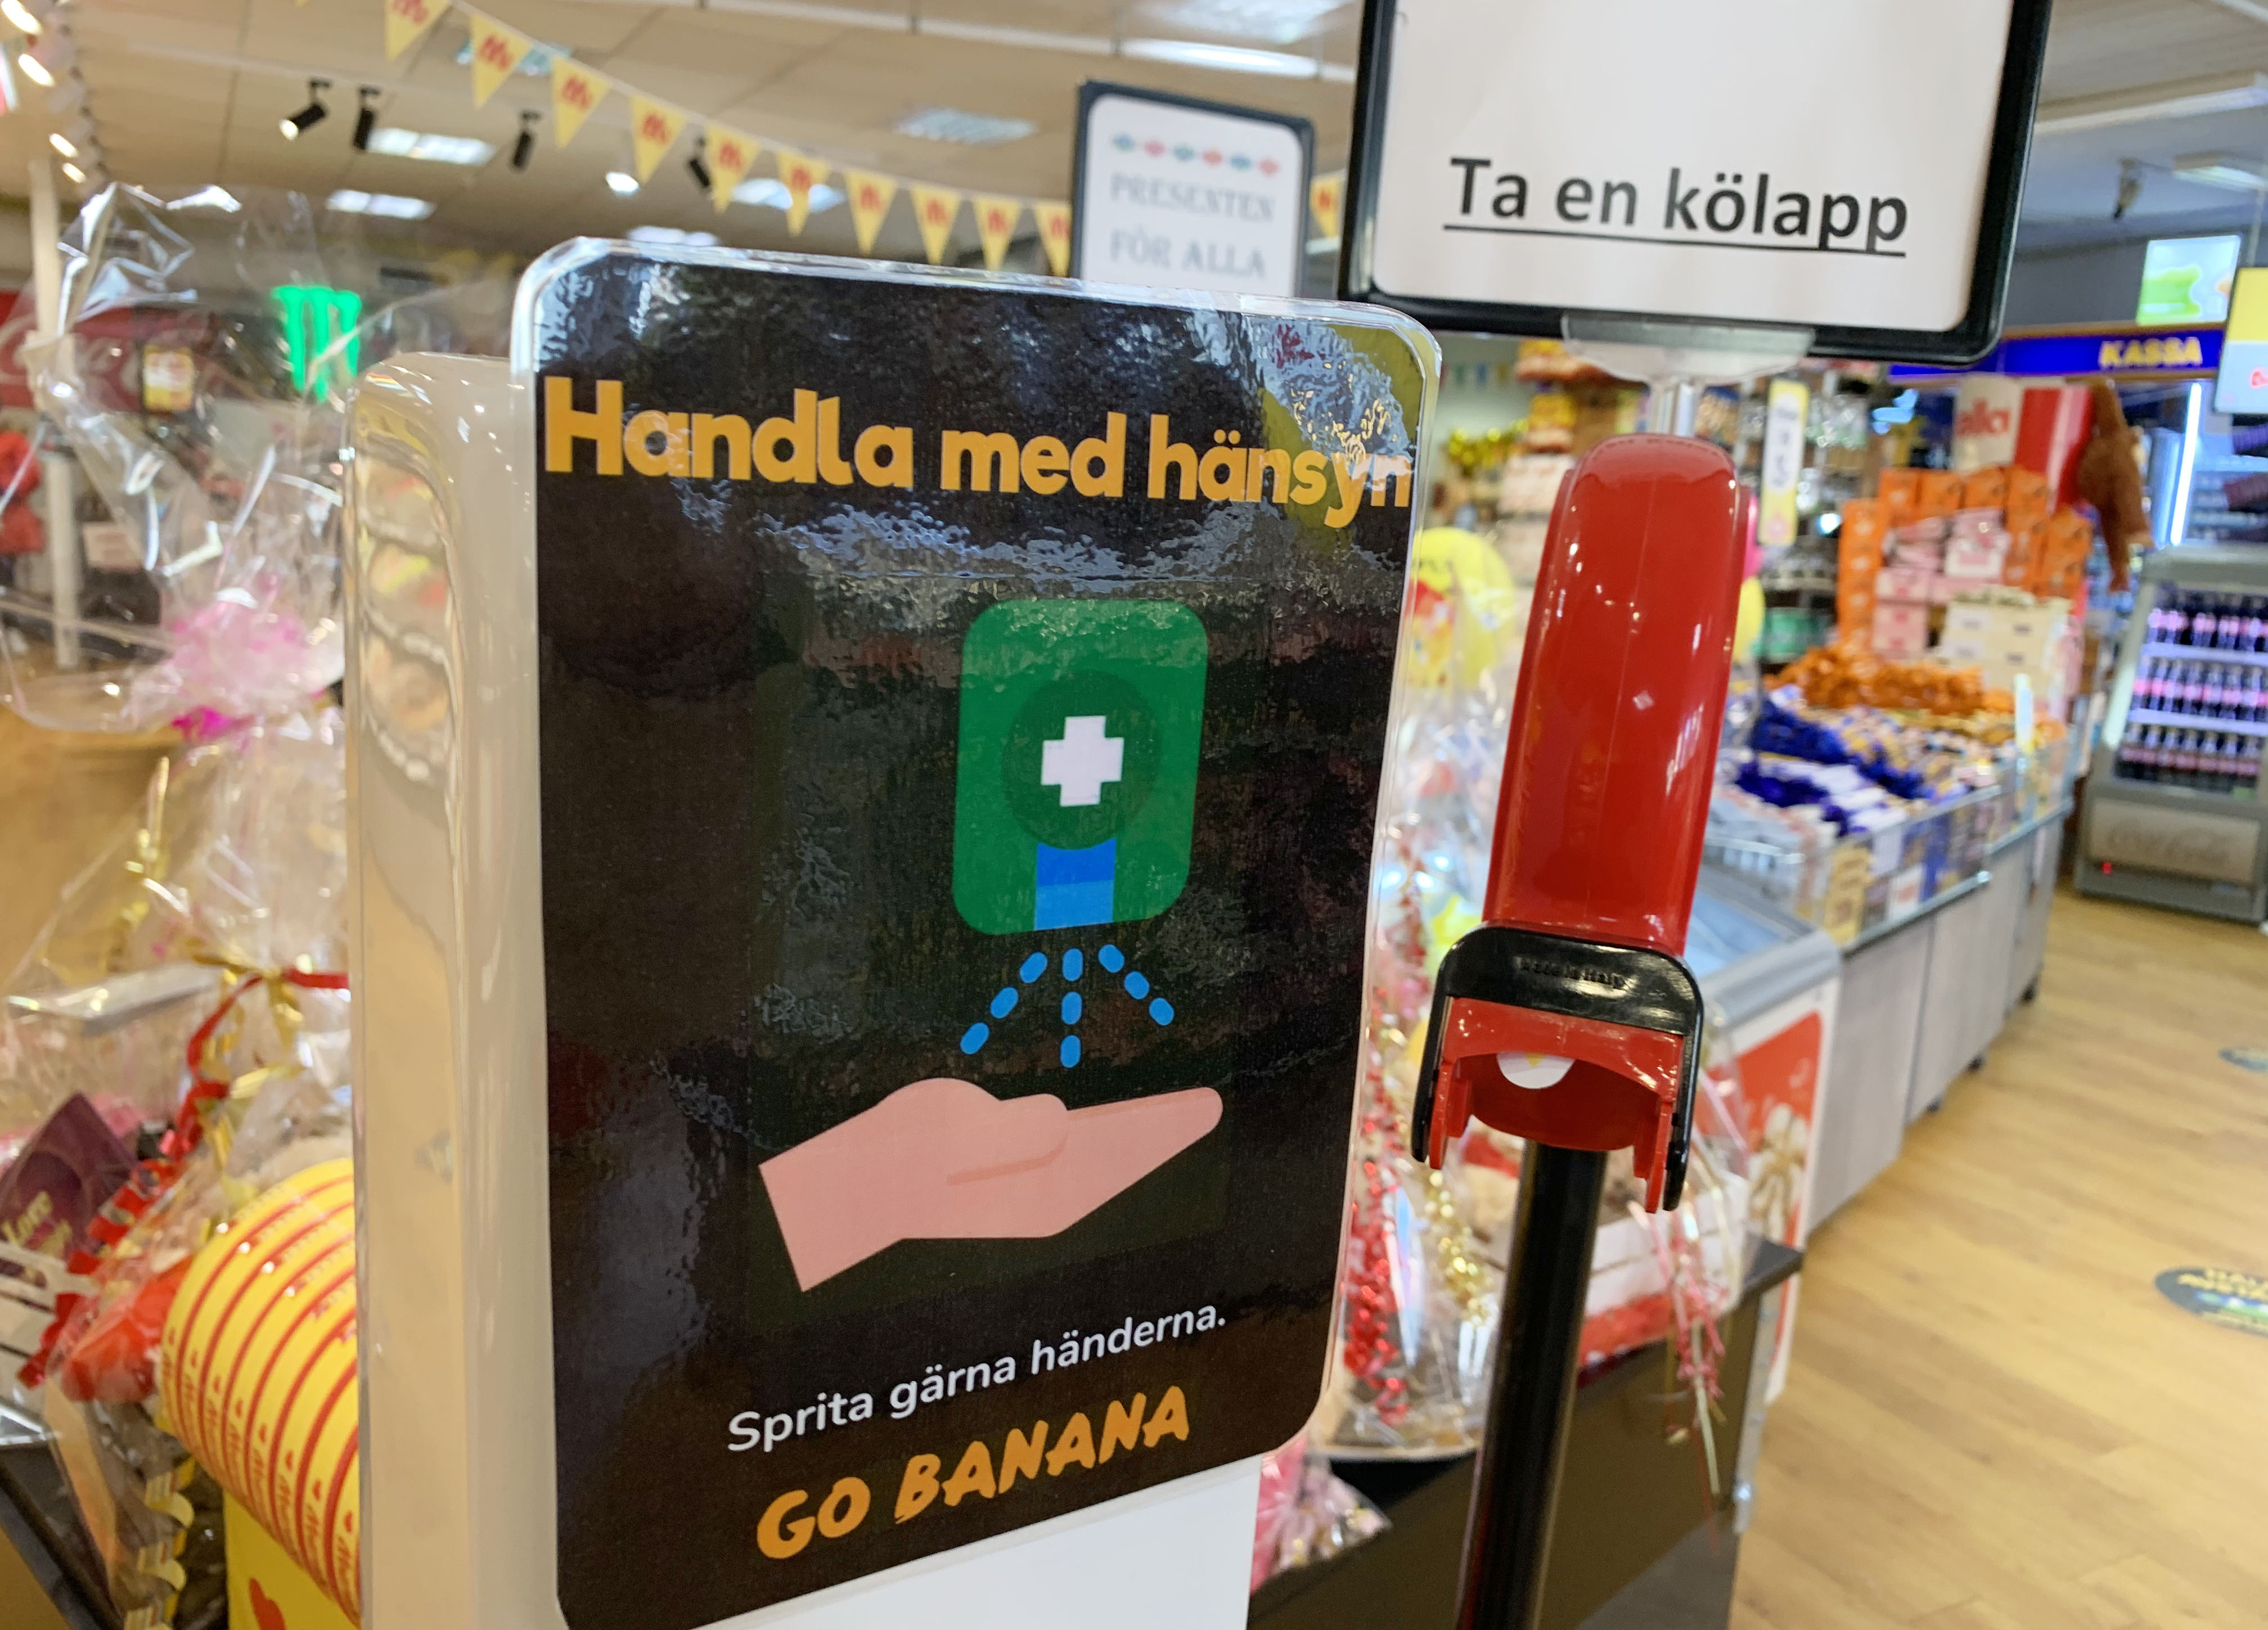 PRESENTEN
FÖR ALLA
Ta en kölapp
KASSA
Handla med hänsyn
Sprita gärna händerna.
GO BANANA